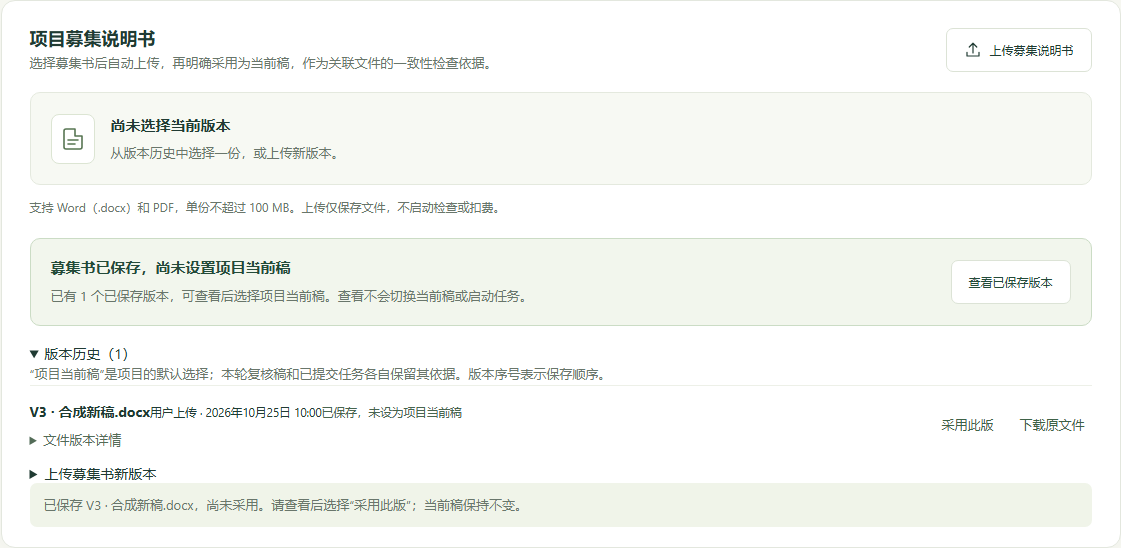 项目募集说明书
选择募集书后自动上传，再明确采用为当前稿，作为关联文件的一致性检查依据。
上传募集说明书
尚未选择当前版本
从版本历史中选择一份，或上传新版本。
支持 Word（.docx）和 PDF，单份不超过 100 MB。上传仅保存文件，不启动检查或扣费。
募集书已保存，尚未设置项目当前稿
已有 1 个已保存版本，可查看后选择项目当前稿。查看不会切换当前稿或启动任务。
查看已保存版本
▼ 版本历史（1）
“项目当前稿”是项目的默认选择；本轮复核稿和已提交任务各自保留其依据。版本序号表示保存顺序。
V3 · 合成新稿.docx用户上传 · 2026年10月25日 10:00已保存，未设为项目当前稿
采用此版 下载原文件
▶ 文件版本详情
▶ 上传募集书新版本
已保存 V3 · 合成新稿.docx，尚未采用。请查看后选择“采用此版”；当前稿保持不变。